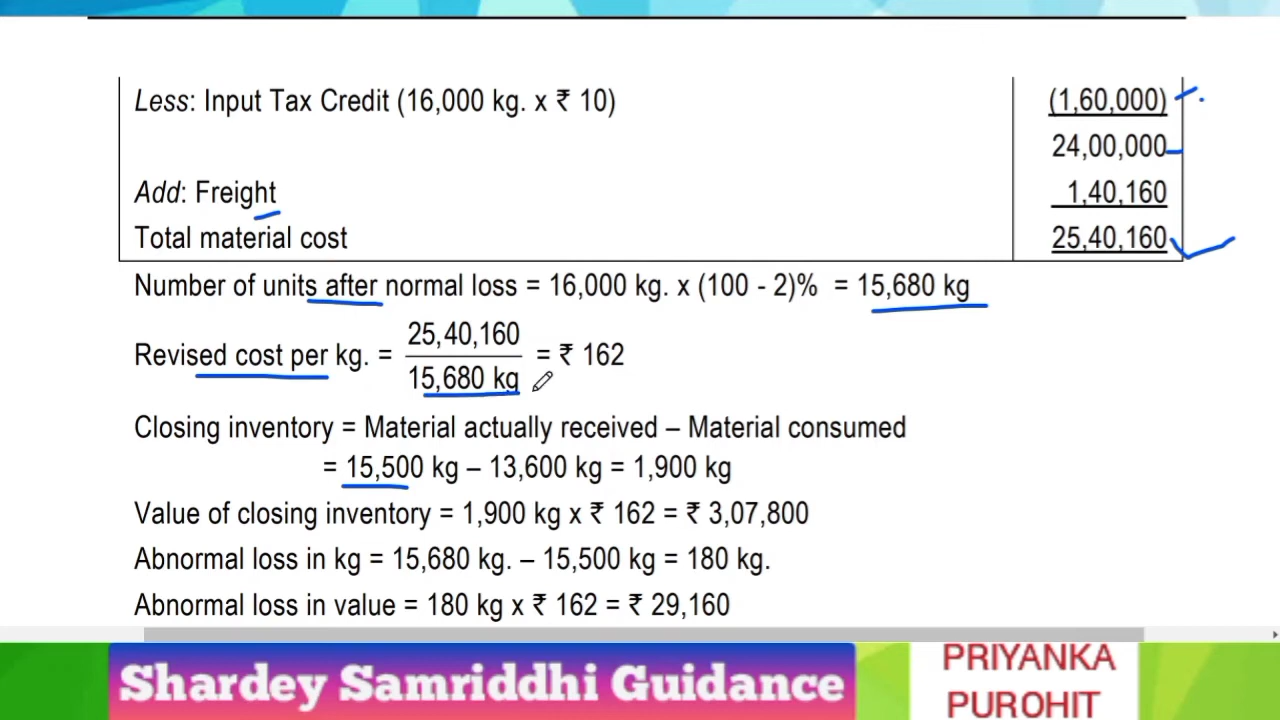 Less: Input Tax Credit (16,000 kg. x ₹ 10) (1,60,000)
24,00,000
Add: Freight 1,40,160
Total material cost 25,40,160
Number of units after normal loss = 16,000 kg. x (100 - 2)% = 15,680 kg
Revised cost per kg. = 25,40,160 / 15,680 kg = ₹ 162
Closing inventory = Material actually received – Material consumed
= 15,500 kg – 13,600 kg = 1,900 kg
Value of closing inventory = 1,900 kg x ₹ 162 = ₹ 3,07,800
Abnormal loss in kg = 15,680 kg. – 15,500 kg = 180 kg.
Abnormal loss in value = 180 kg x ₹ 162 = ₹ 29,160
Shardey Samriddhi Guidance
PRIYANKA
PUROHIT